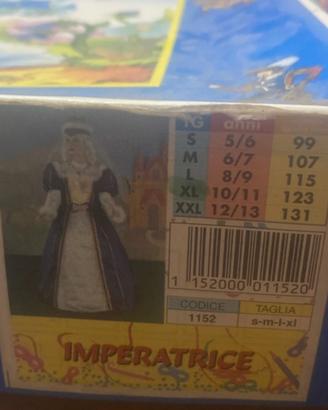 TG anni
S 5/6 99
M 6/7 107
L 8/9 115
XL 10/11 123
XXL 12/13 131
1 152000 011520
CODICE TAGLIA
1152 s-m-l-xl
IMPERATRICE